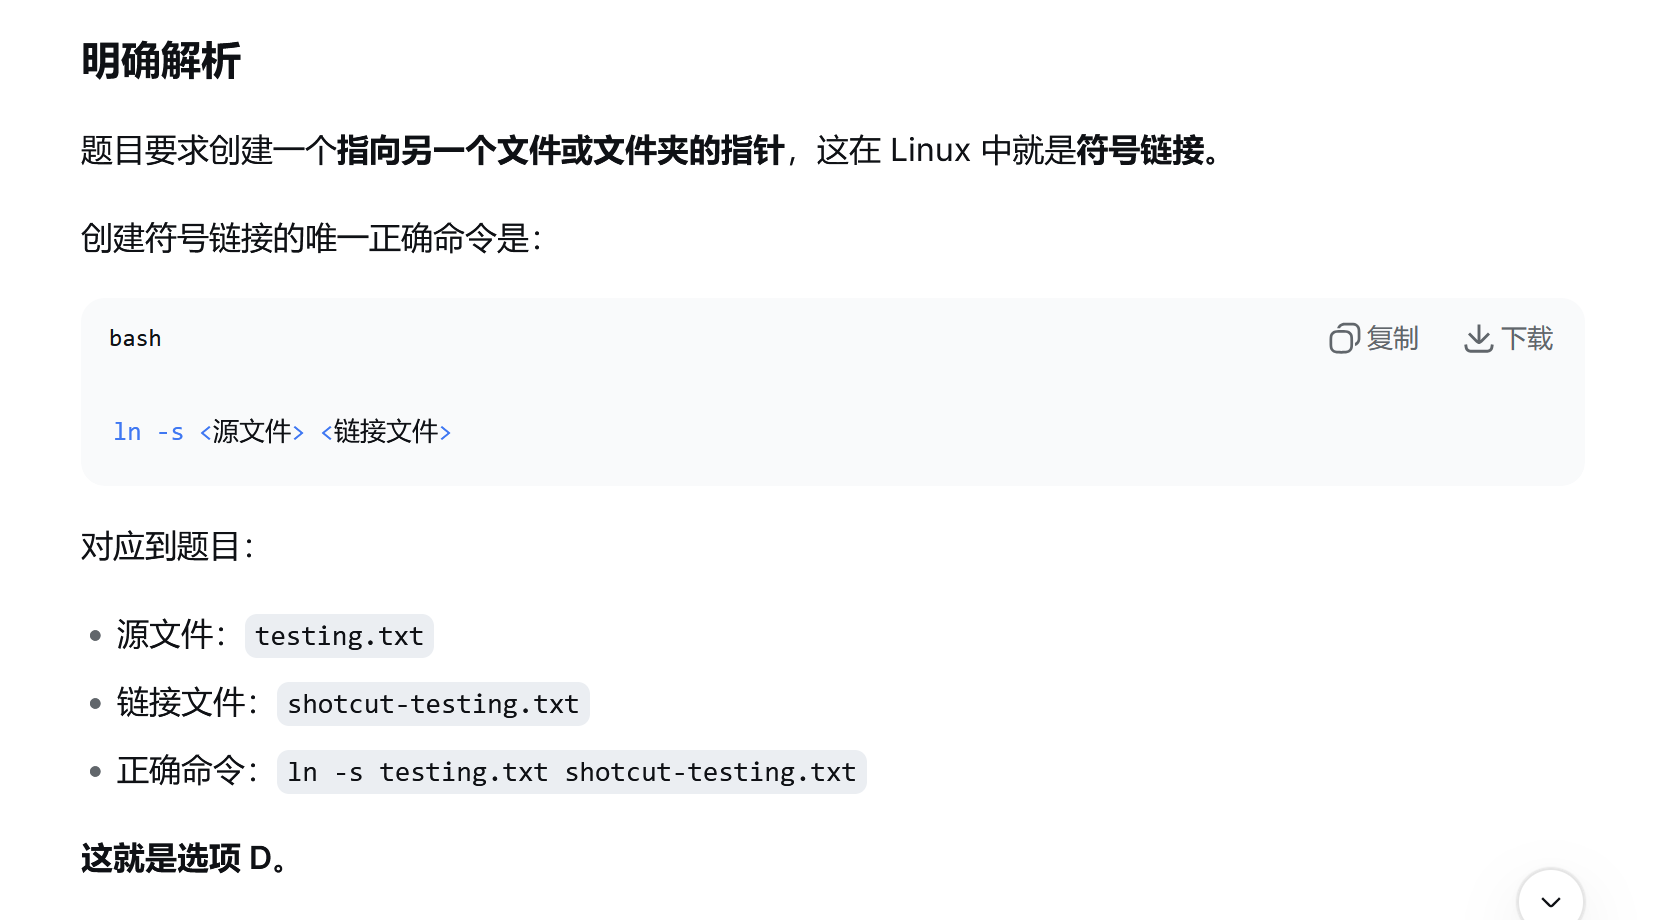 明确解析
题目要求创建一个指向另一个文件或文件夹的指针，这在 Linux 中就是符号链接。
创建符号链接的唯一正确命令是：
bash 复制 下载
ln -s <源文件> <链接文件>
对应到题目：
• 源文件： testing.txt
• 链接文件： shotcut-testing.txt
• 正确命令： ln -s testing.txt shotcut-testing.txt
这就是选项 D。